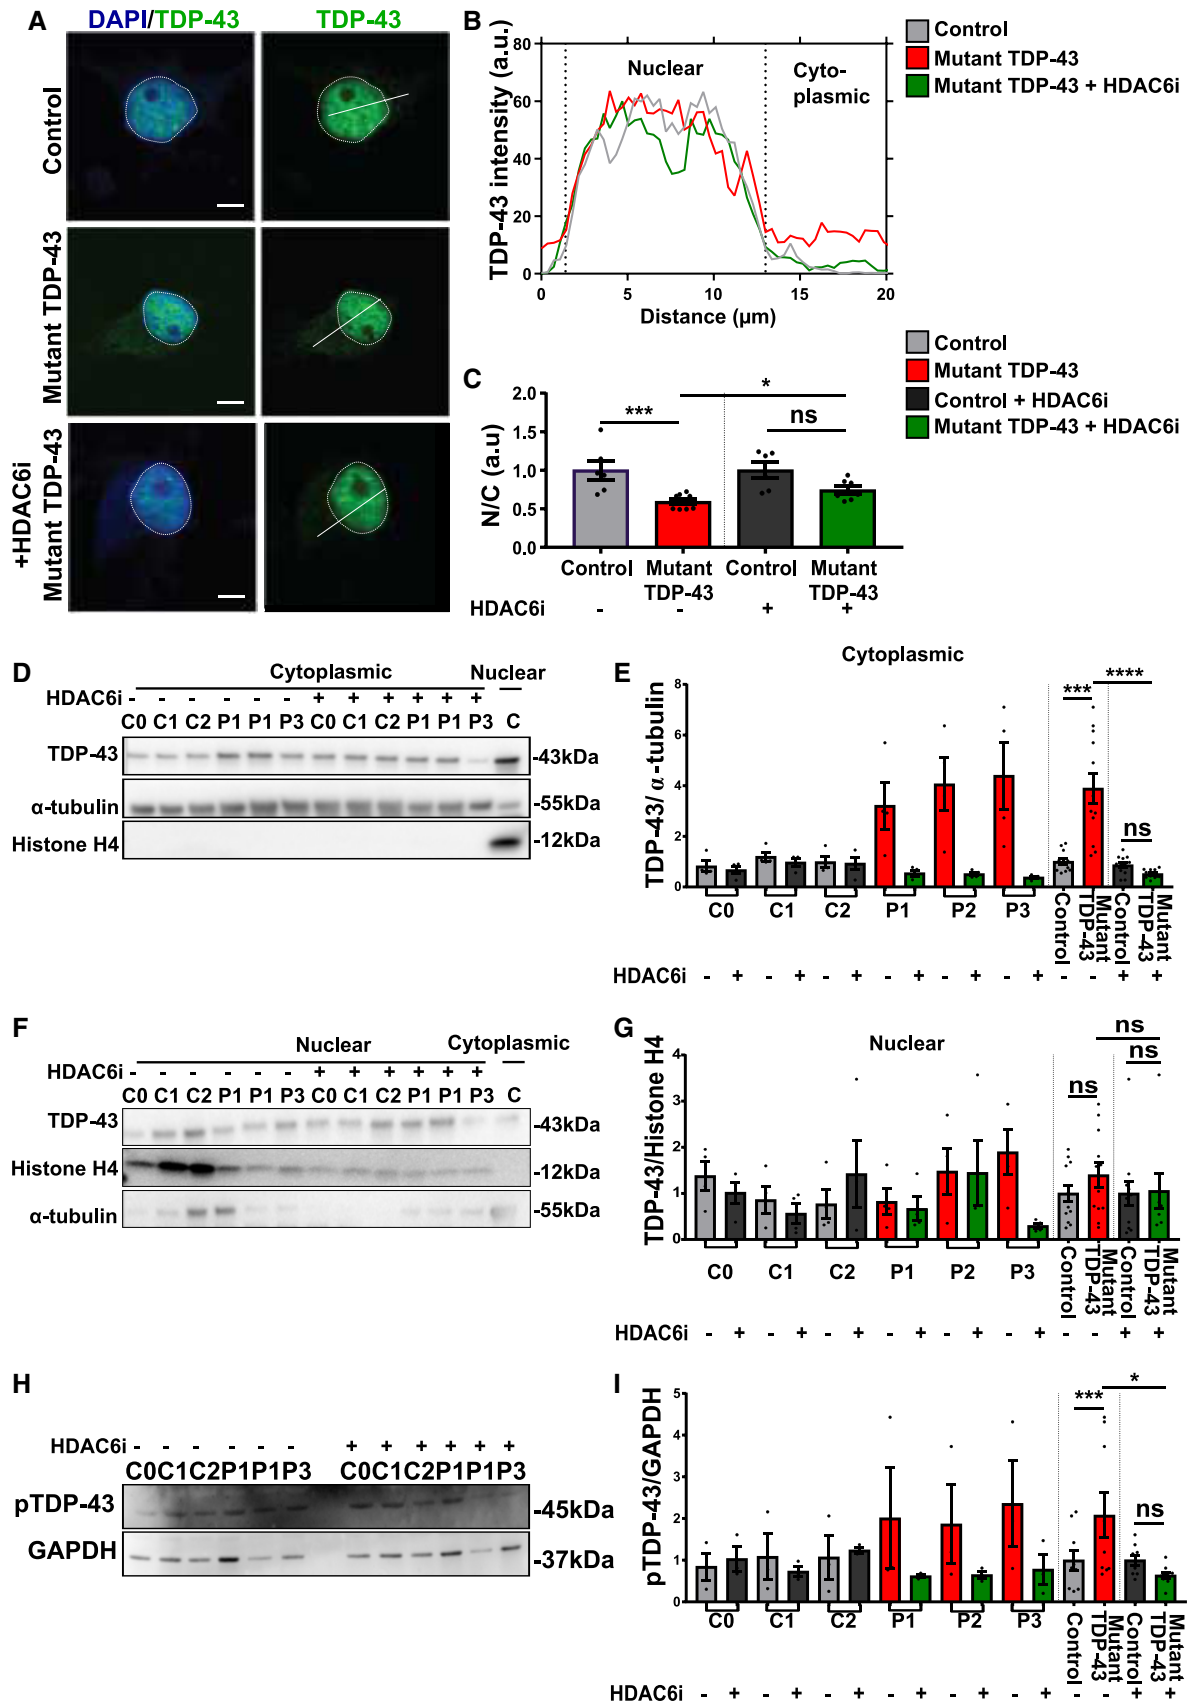 A
DAPI/TDP-43
TDP-43
Control
Mutant TDP-43
+HDAC6i
Mutant TDP-43
B
TDP-43 intensity (a.u.)
80
60
40
20
0
Nuclear
Cyto-
plasmic
0 5 10 15 20
Distance (µm)
Control
Mutant TDP-43
Mutant TDP-43 + HDAC6i
Control
Mutant TDP-43
Control + HDAC6i
Mutant TDP-43 + HDAC6i
C
N/C (a.u)
2.0
1.5
1.0
0.5
0.0
***
*
ns
Control Mutant TDP-43 Control Mutant TDP-43
HDAC6i - - + +
D
Cytoplasmic Nuclear
HDAC6i - - - - - - + + + + + +
C0 C1 C2 P1 P1 P3 C0 C1 C2 P1 P1 P3 C
TDP-43 -43kDa
α-tubulin -55kDa
Histone H4 -12kDa
E
Cytoplasmic
TDP-43/α-tubulin
8
6
4
2
0
*** ****
ns
C0 C1 C2 P1 P2 P3 Control Mutant TDP-43 Control Mutant TDP-43
HDAC6i - + - + - + - + - + - + - - + +
F
Nuclear Cytoplasmic
HDAC6i - - - - - - + + + + + +
C0 C1 C2 P1 P1 P3 C0 C1 C2 P1 P1 P3 C
TDP-43 -43kDa
Histone H4 -12kDa
α-tubulin -55kDa
G
Nuclear
TDP-43/Histone H4
4
3
2
1
0
ns
ns
ns
C0 C1 C2 P1 P2 P3 Control Mutant TDP-43 Control Mutant TDP-43
HDAC6i - + - + - + - + - + - + - - + +
H
HDAC6i - - - - - - + + + + + +
C0 C1 C2 P1 P1 P3 C0 C1 C2 P1 P1 P3
pTDP-43 -45kDa
GAPDH -37kDa
I
pTDP-43/GAPDH
5
4
3
2
1
0
*** *
ns
C0 C1 C2 P1 P2 P3 Control Mutant TDP-43 Control Mutant TDP-43
HDAC6i - + - + - + - + - + - + - - + +